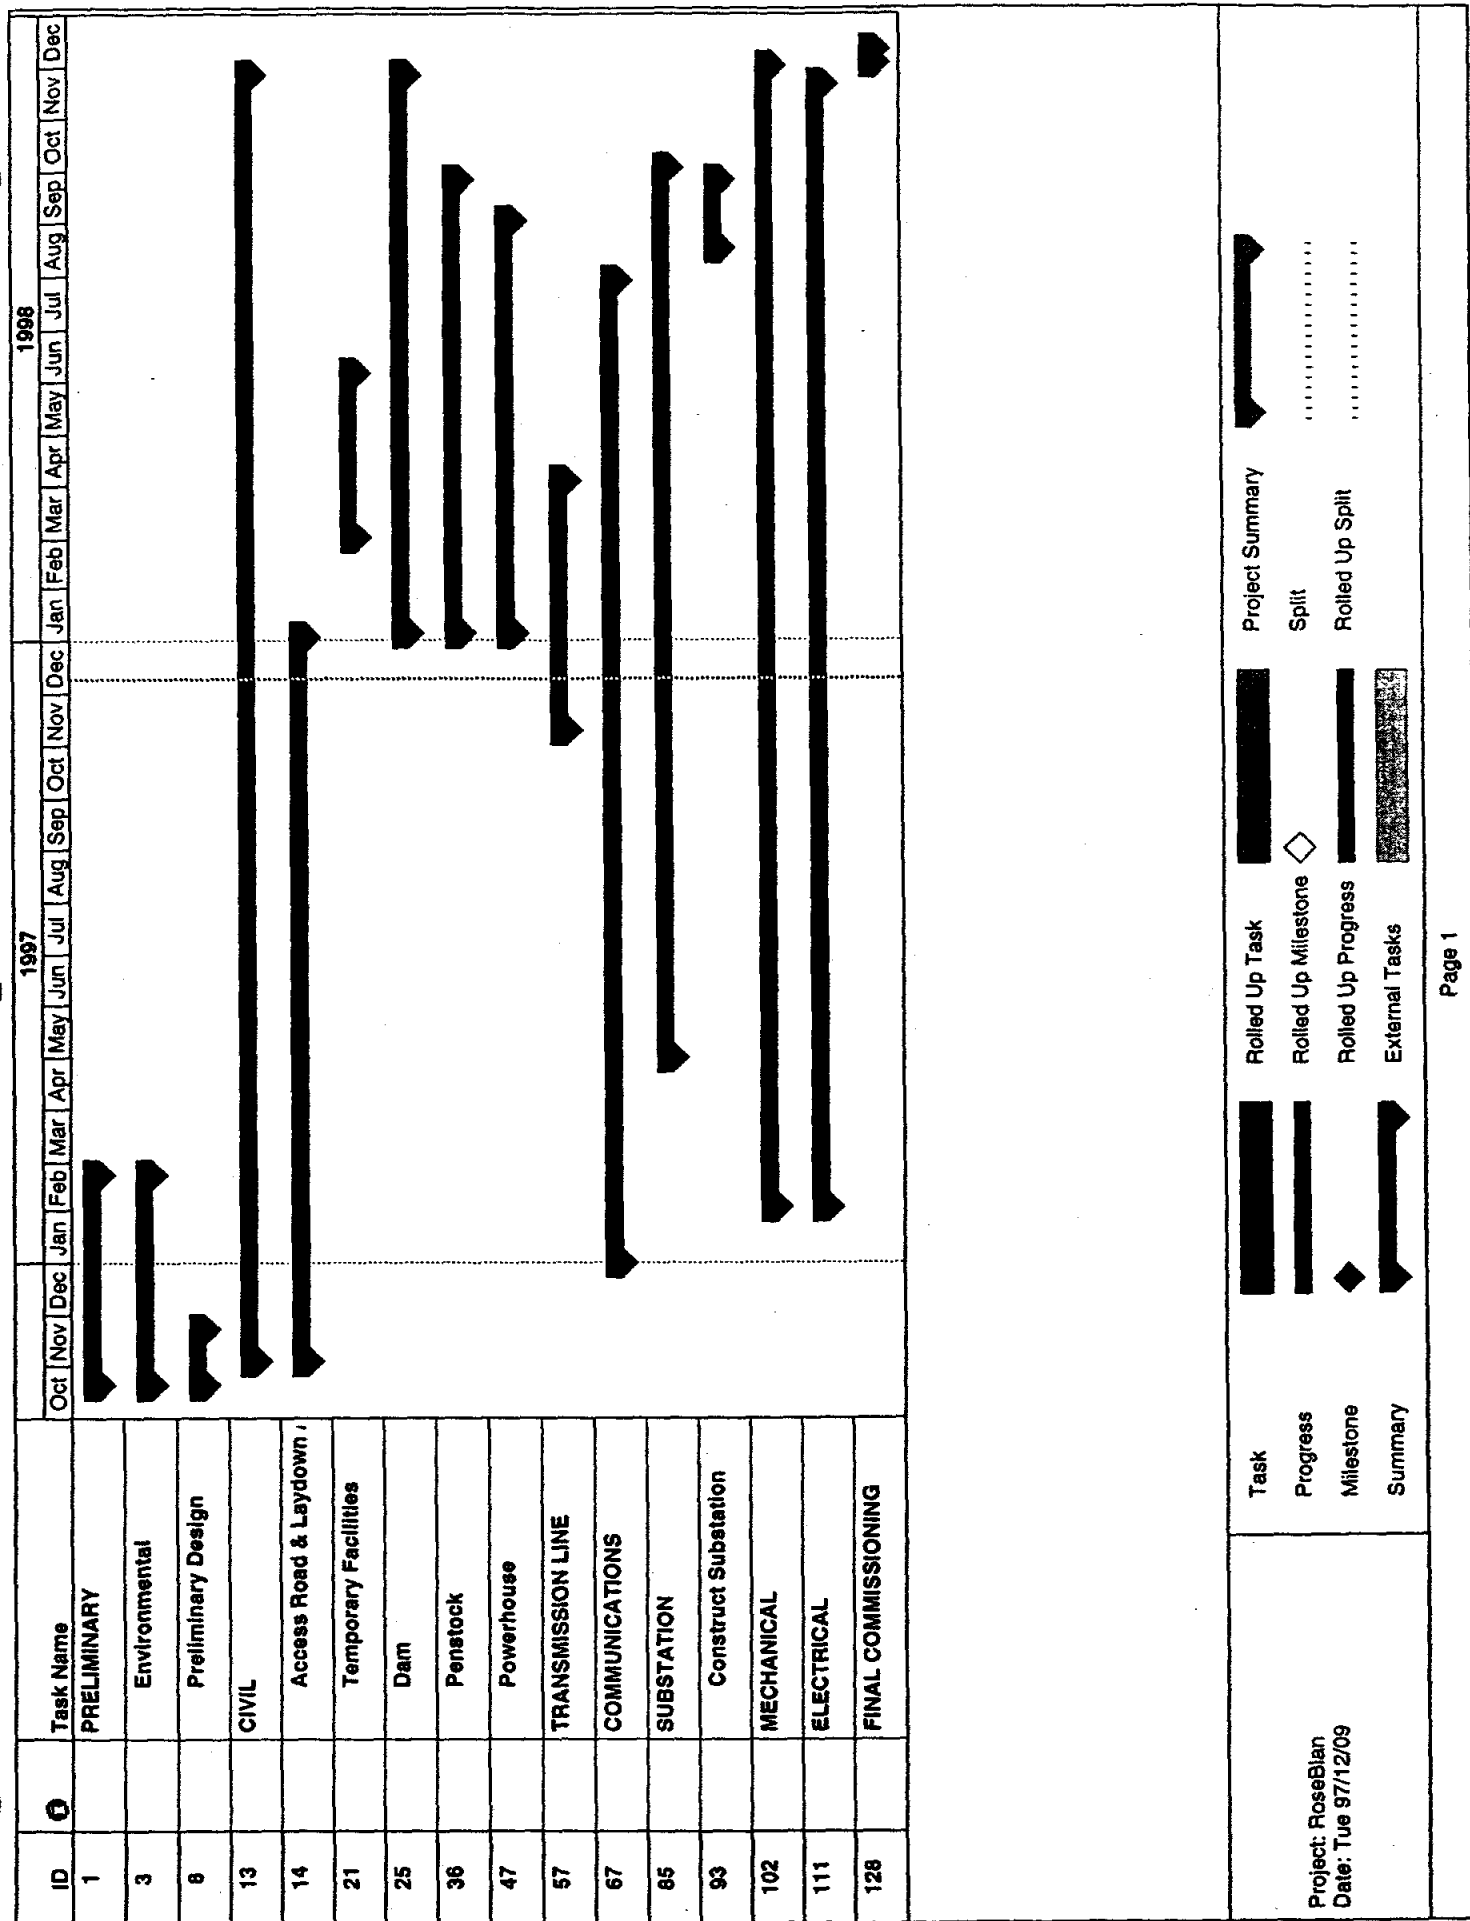 1997
1998
ID
Task Name
Oct Nov Dec Jan Feb Mar Apr May Jun Jul Aug Sep Oct Nov Dec Jan Feb Mar Apr May Jun Jul Aug Sep Oct Nov Dec
1 PRELIMINARY
3 Environmental
8 Preliminary Design
13 CIVIL
14 Access Road & Laydown
21 Temporary Facilities
25 Dam
36 Penstock
47 Powerhouse
57 TRANSMISSION LINE
67 COMMUNICATIONS
85 SUBSTATION
93 Construct Substation
102 MECHANICAL
111 ELECTRICAL
128 FINAL COMMISSIONING
Project: RoseBlan
Date: Tue 97/12/09
Task
Progress
Milestone
Summary
Rolled Up Task
Rolled Up Milestone
Rolled Up Progress
External Tasks
Project Summary
Split
Rolled Up Split
Page 1